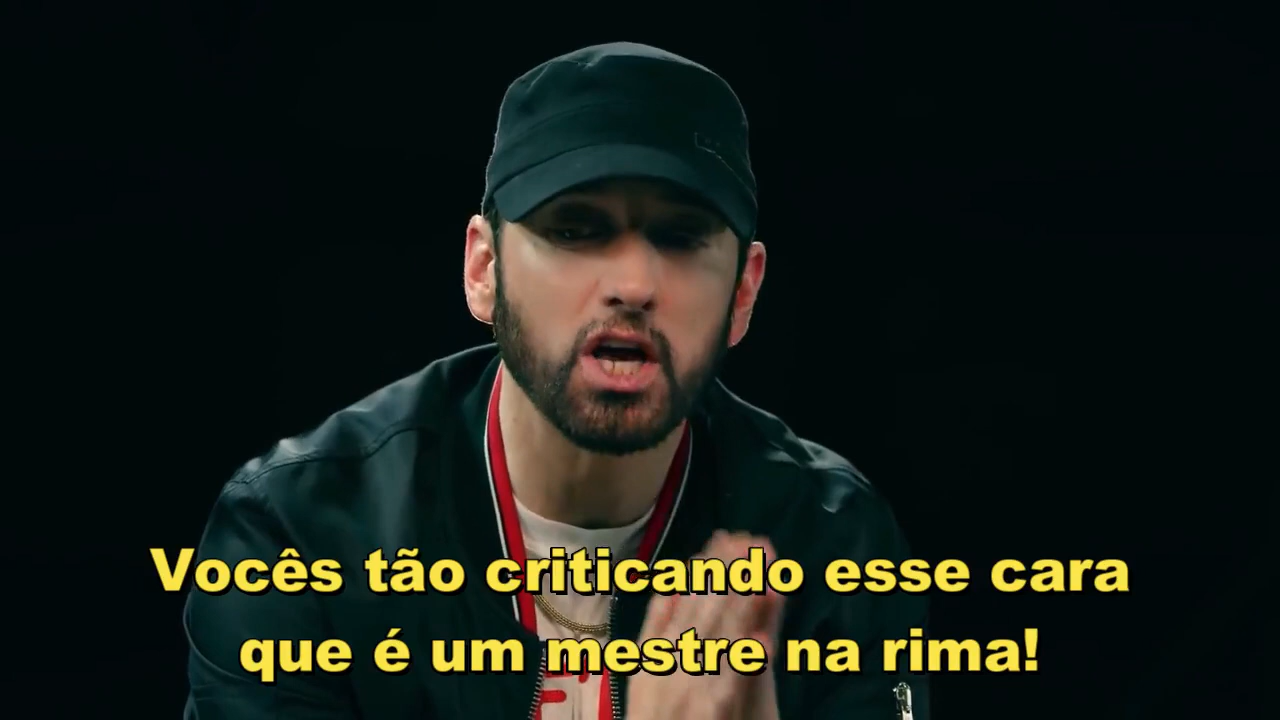 Vocês tão criticando esse cara
que é um mestre na rima!